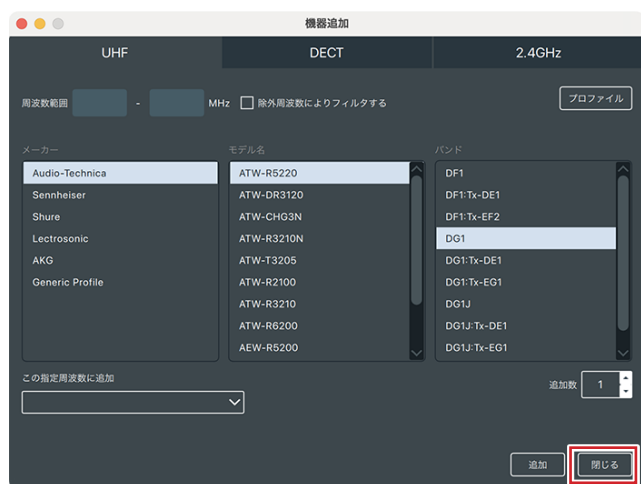 機器追加
UHF
DECT
2.4GHz
周波数範囲 - MHz 除外周波数によりフィルタする
プロファイル
メーカー
Audio-Technica
Sennheiser
Shure
Lectrosonic
AKG
Generic Profile
モデル名
ATW-R5220
ATW-DR3120
ATW-CHG3N
ATW-R3210N
ATW-T3205
ATW-R2100
ATW-R3210
ATW-R6200
AEW-R5200
バンド
DF1
DF1:Tx-DE1
DF1:Tx-EF2
DG1
DG1:Tx-DE1
DG1:Tx-EG1
DG1J
DG1J:Tx-DE1
DG1J:Tx-EG1
この指定周波数に追加
追加数 1
追加
閉じる